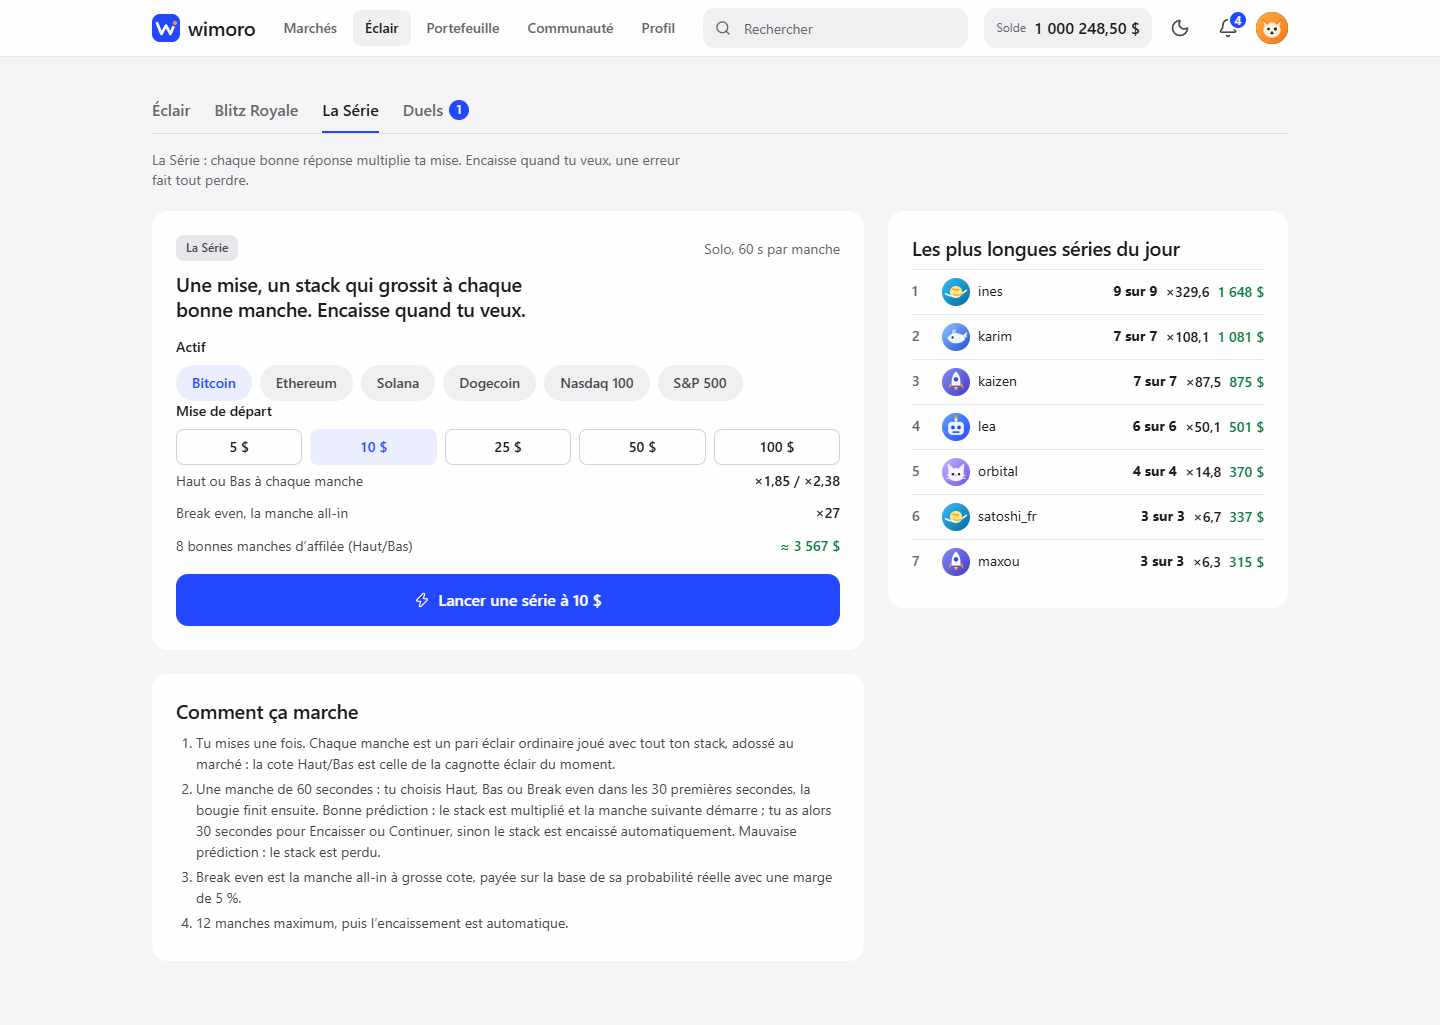 wimoro
Marchés
Éclair
Portefeuille
Communauté
Profil
Rechercher
Solde 1 000 248,50 $
4
Éclair
Blitz Royale
La Série
Duels 1
La Série : chaque bonne réponse multiplie ta mise. Encaisse quand tu veux, une erreur
fait tout perdre.
La Série
Solo, 60 s par manche
Une mise, un stack qui grossit à chaque
bonne manche. Encaisse quand tu veux.
Actif
Bitcoin
Ethereum
Solana
Dogecoin
Nasdaq 100
S&P 500
Mise de départ
5 $
10 $
25 $
50 $
100 $
Haut ou Bas à chaque manche ×1,85 / ×2,38
Break even, la manche all-in ×27
8 bonnes manches d’affilée (Haut/Bas) ≈ 3 567 $
Lancer une série à 10 $
Comment ça marche
1. Tu mises une fois. Chaque manche est un pari éclair ordinaire joué avec tout ton stack, adossé au
marché : la cote Haut/Bas est celle de la cagnotte éclair du moment.
2. Une manche de 60 secondes : tu choisis Haut, Bas ou Break even dans les 30 premières secondes, la
bougie finit ensuite. Bonne prédiction : le stack est multiplié et la manche suivante démarre ; tu as alors
30 secondes pour Encaisser ou Continuer, sinon le stack est encaissé automatiquement. Mauvaise
prédiction : le stack est perdu.
3. Break even est la manche all-in à grosse cote, payée sur la base de sa probabilité réelle avec une marge
de 5 %.
4. 12 manches maximum, puis l’encaissement est automatique.
Les plus longues séries du jour
1 ines 9 sur 9 ×329,6 1 648 $
2 karim 7 sur 7 ×108,1 1 081 $
3 kaizen 7 sur 7 ×87,5 875 $
4 lea 6 sur 6 ×50,1 501 $
5 orbital 4 sur 4 ×14,8 370 $
6 satoshi_fr 3 sur 3 ×6,7 337 $
7 maxou 3 sur 3 ×6,3 315 $